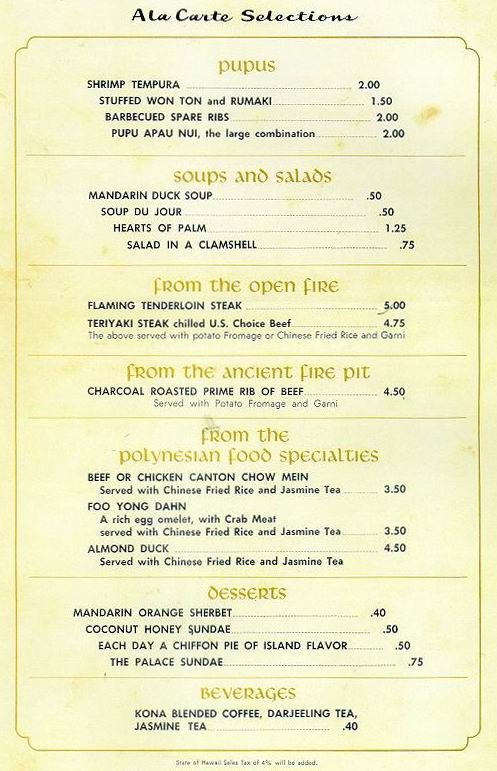 Ala Carte Selections
pupus
SHRIMP TEMPURA 2.00
STUFFED WON TON and RUMAKI 1.50
BARBECUED SPARE RIBS 2.00
PUPU APAU NUI, the large combination 2.00
soups and salads
MANDARIN DUCK SOUP .50
SOUP DU JOUR .50
HEARTS OF PALM 1.25
SALAD IN A CLAMSHELL .75
from the open fire
FLAMING TENDERLOIN STEAK 5.00
TERIYAKI STEAK chilled U.S. Choice Beef 4.75
The above served with potato Fromage or Chinese Fried Rice and Garni
from the ancient fire pit
CHARCOAL ROASTED PRIME RIB OF BEEF 4.50
Served with Potato Fromage and Garni
from the
polynesian food specialties
BEEF OR CHICKEN CANTON CHOW MEIN
Served with Chinese Fried Rice and Jasmine Tea 3.50
FOO YONG DAHN
A rich egg omelet, with Crab Meat
served with Chinese Fried Rice and Jasmine Tea 3.50
ALMOND DUCK 4.50
Served with Chinese Fried Rice and Jasmine Tea
desserts
MANDARIN ORANGE SHERBET .40
COCONUT HONEY SUNDAE .50
EACH DAY A CHIFFON PIE OF ISLAND FLAVOR .50
THE PALACE SUNDAE .75
beverages
KONA BLENDED COFFEE, DARJEELING TEA,
JASMINE TEA .40
State of Hawaii Sales Tax of 4% will be added.